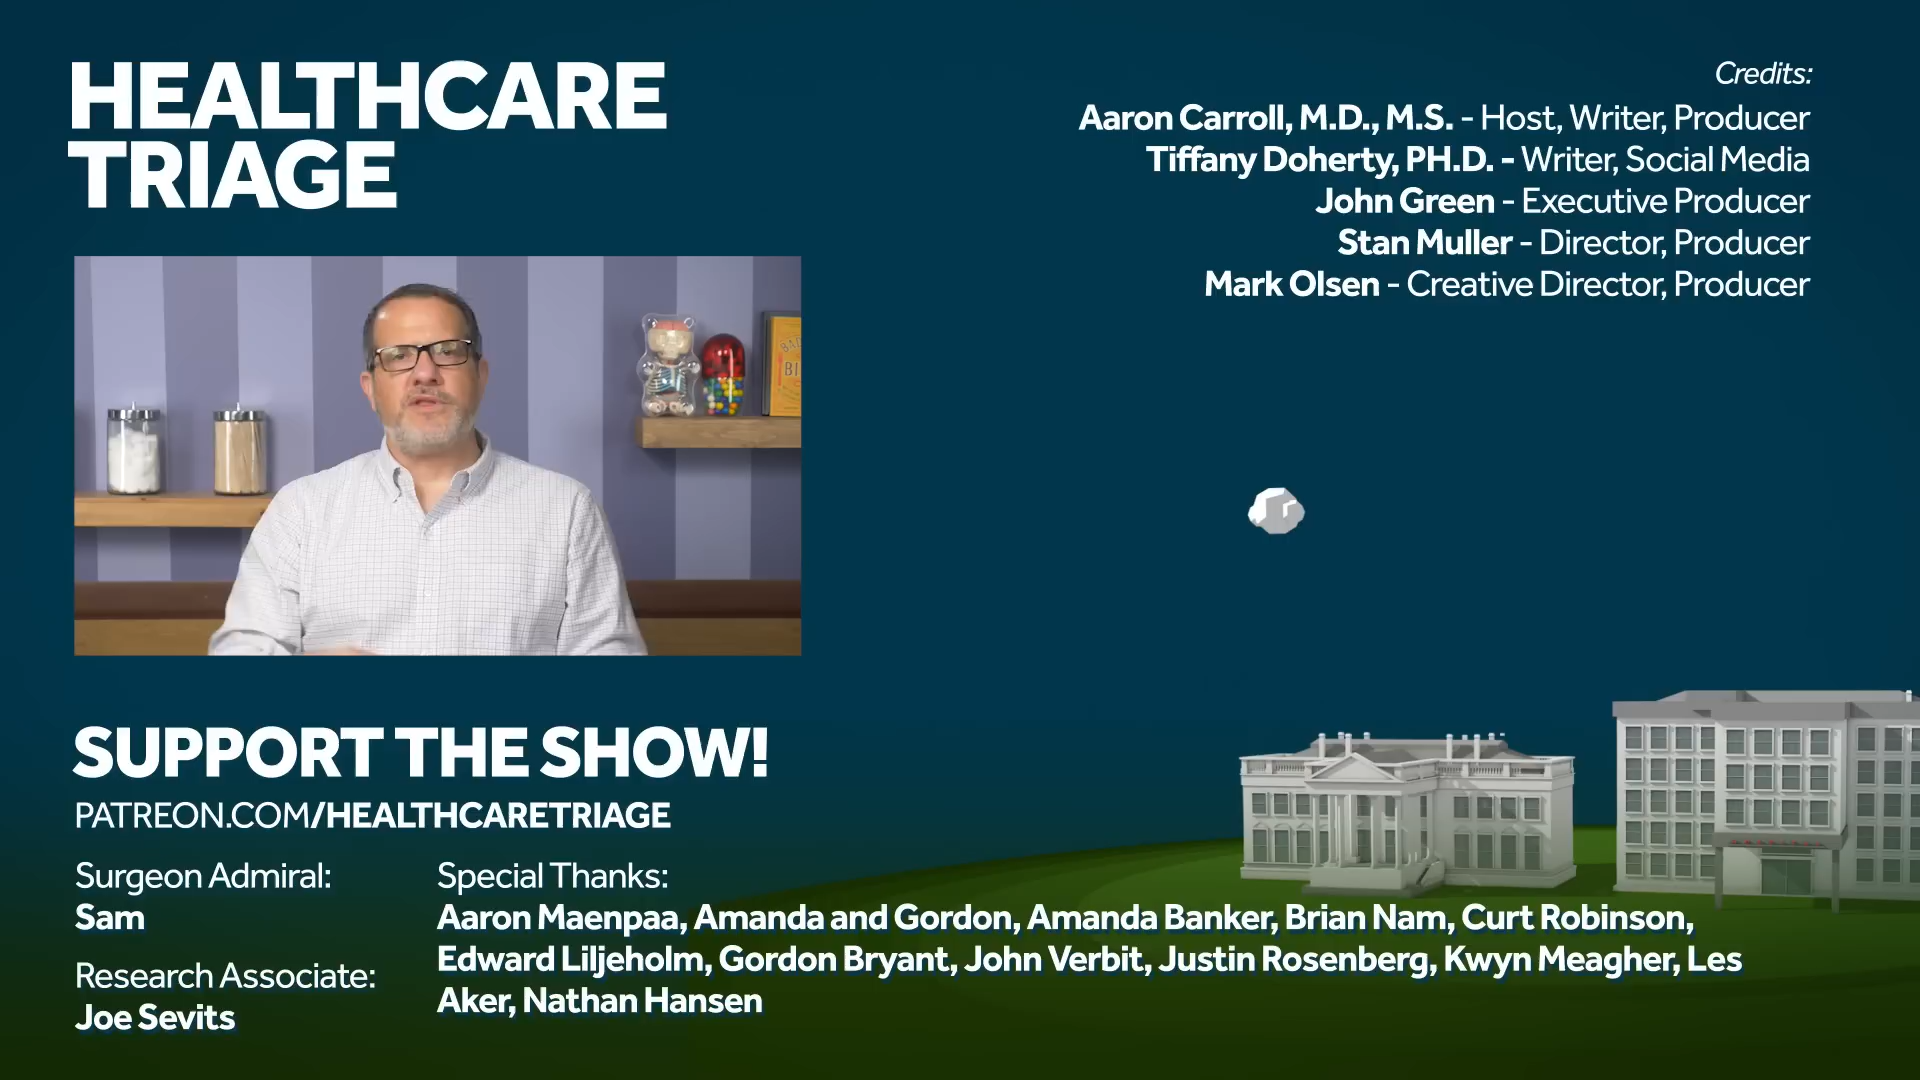 HEALTHCARE
TRIAGE
Credits:
Aaron Carroll, M.D., M.S. - Host, Writer, Producer
Tiffany Doherty, PH.D. - Writer, Social Media
John Green - Executive Producer
Stan Muller - Director, Producer
Mark Olsen - Creative Director, Producer
SUPPORT THE SHOW!
PATREON.COM/HEALTHCARETRIAGE
Surgeon Admiral:
Sam
Research Associate:
Joe Sevits
Special Thanks:
Aaron Maenpaa, Amanda and Gordon, Amanda Banker, Brian Nam, Curt Robinson,
Edward Liljeholm, Gordon Bryant, John Verbit, Justin Rosenberg, Kwyn Meagher, Les
Aker, Nathan Hansen